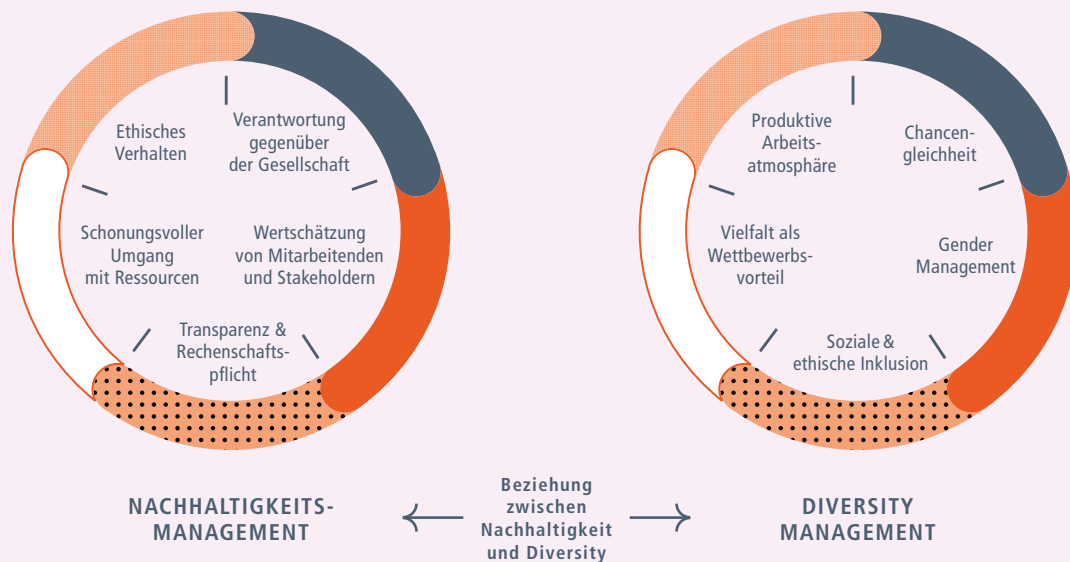 Ethisches
Verhalten
Verantwortung
gegenüber
der Gesellschaft
Schonungsvoller
Umgang
mit Ressourcen
Wertschätzung
von Mitarbeitenden
und Stakeholdern
Transparenz &
Rechenschafts-
pflicht
NACHHALTIGKEITS-
MANAGEMENT
Beziehung
zwischen
Nachhaltigkeit
und Diversity
Produktive
Arbeits-
atmosphäre
Chancen-
gleichheit
Vielfalt als
Wettbewerbs-
vorteil
Gender
Management
Soziale &
ethische Inklusion
DIVERSITY
MANAGEMENT